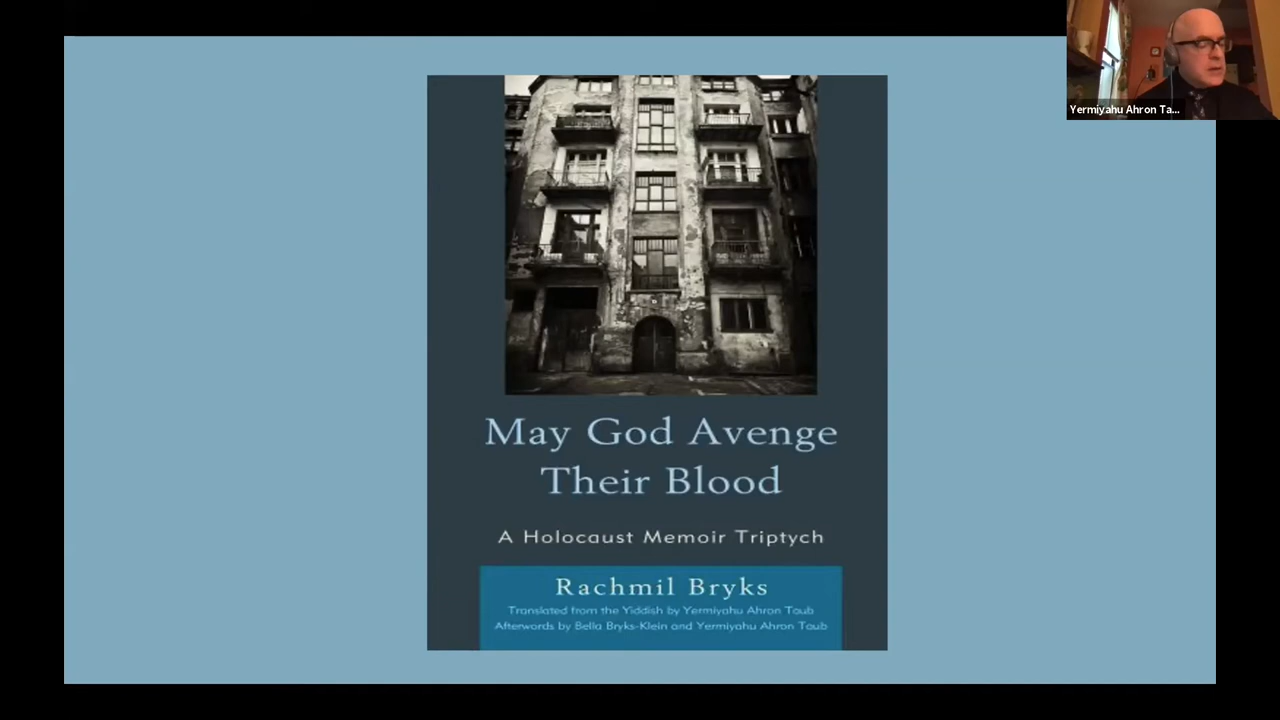 May God Avenge
Their Blood
A Holocaust Memoir Triptych
Rachmil Bryks
Translated from the Yiddish by Yermiyahu Ahron Taub
Afterwords by Bella Bryks-Klein and Yermiyahu Ahron Taub
Yermiyahu Ahron Ta...